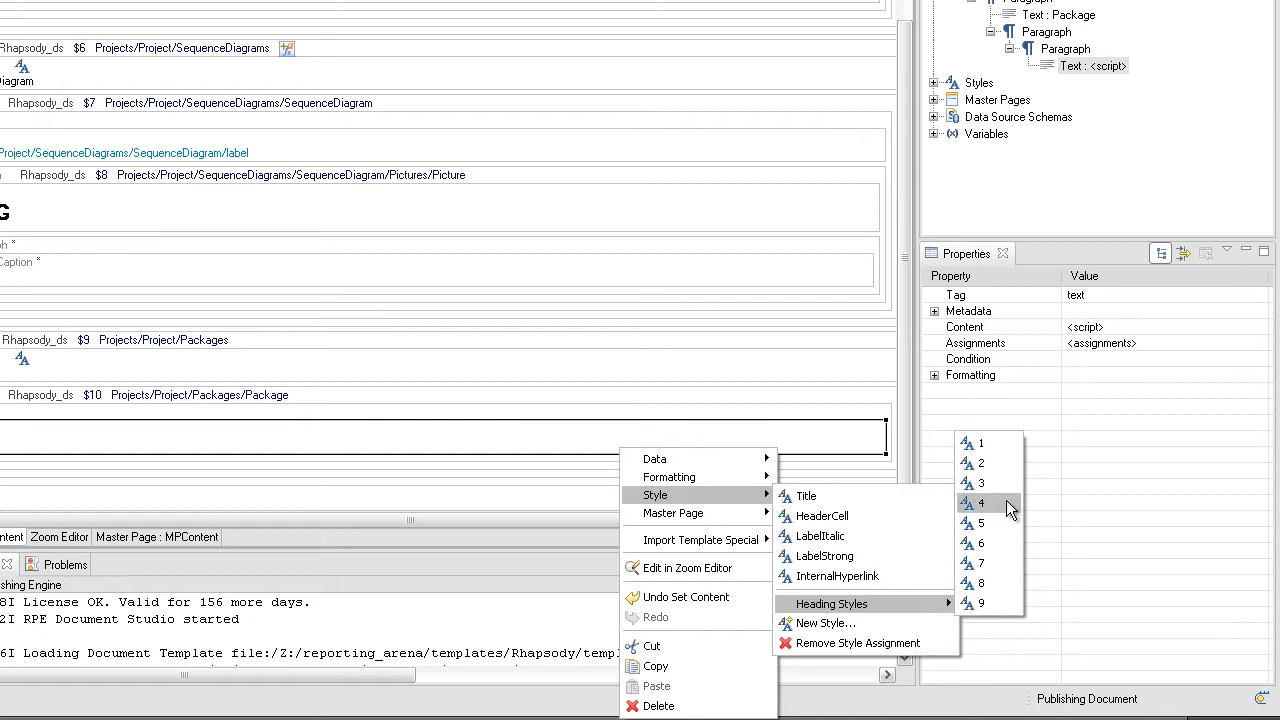 Rhapsody_ds $6 Projects/Project/SequenceDiagrams
iagram
Rhapsody_ds $7 Projects/Project/SequenceDiagrams/SequenceDiagram
Project/SequenceDiagrams/SequenceDiagram/label
Rhapsody_ds $8 Projects/Project/SequenceDiagrams/SequenceDiagram/Pictures/Picture
G
ph *
Caption *
Rhapsody_ds $9 Projects/Project/Packages
Rhapsody_ds $10 Projects/Project/Packages/Package
ntent Zoom Editor Master Page : MPContent
Problems
shing Engine
8I License OK. Valid for 156 more days.
2I RPE Document Studio started
6I Loading Document Template file:/Z:/reporting_arena/templates/Rhapsody/temp
Data
Formatting
Style
Master Page
Import Template Special
Edit in Zoom Editor
Undo Set Content
Redo
Cut
Copy
Paste
Delete
Title
HeaderCell
LabelItalic
LabelStrong
InternalHyperlink
Heading Styles
New Style...
Remove Style Assignment
1
2
3
4
5
6
7
8
9
Paragraph
Text : Package
Paragraph
Paragraph
Text : <script>
Styles
Master Pages
Data Source Schemas
Variables
Properties
Property Value
Tag text
Metadata
Content <script>
Assignments <assignments>
Condition
Formatting
Publishing Document